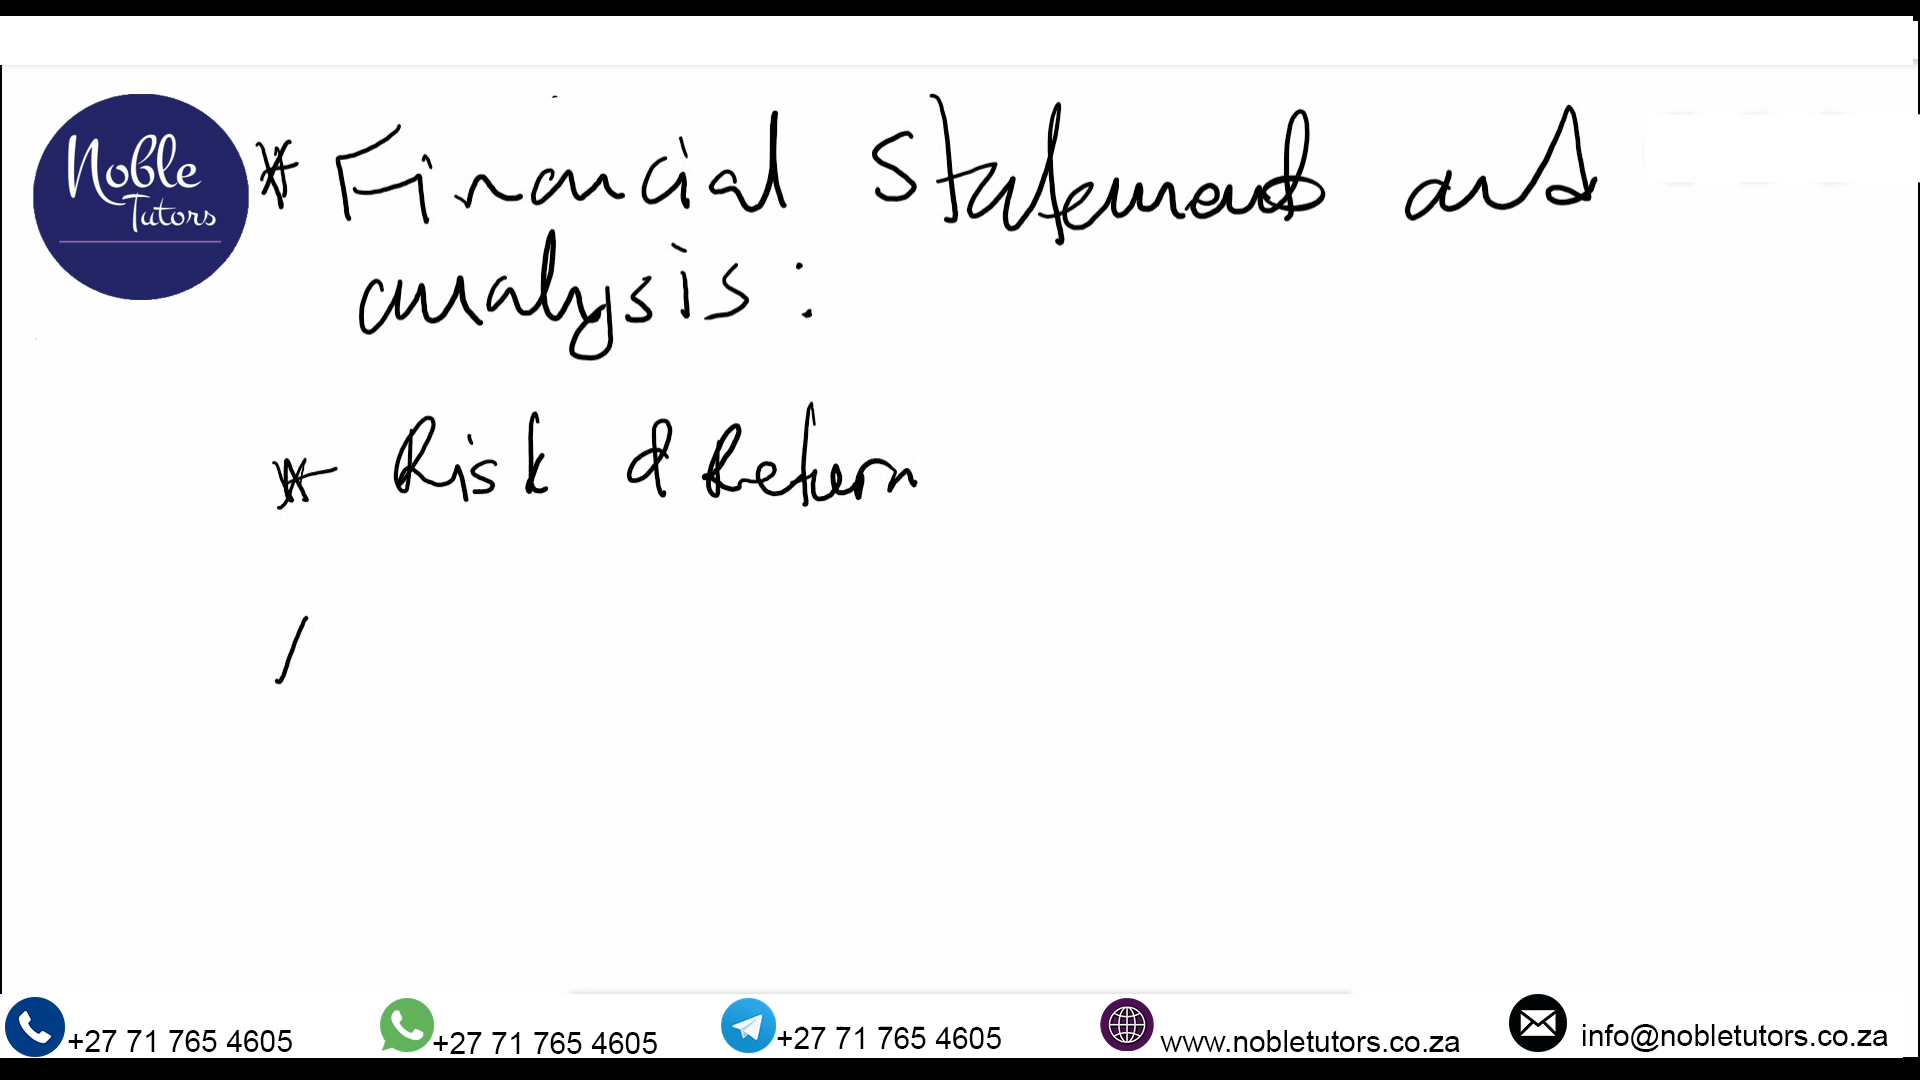 Noble
Tutors
* Financial Statements and
analysis :
* Risk & Return
/
+27 71 765 4605
+27 71 765 4605
+27 71 765 4605
www.nobletutors.co.za
info@nobletutors.co.za